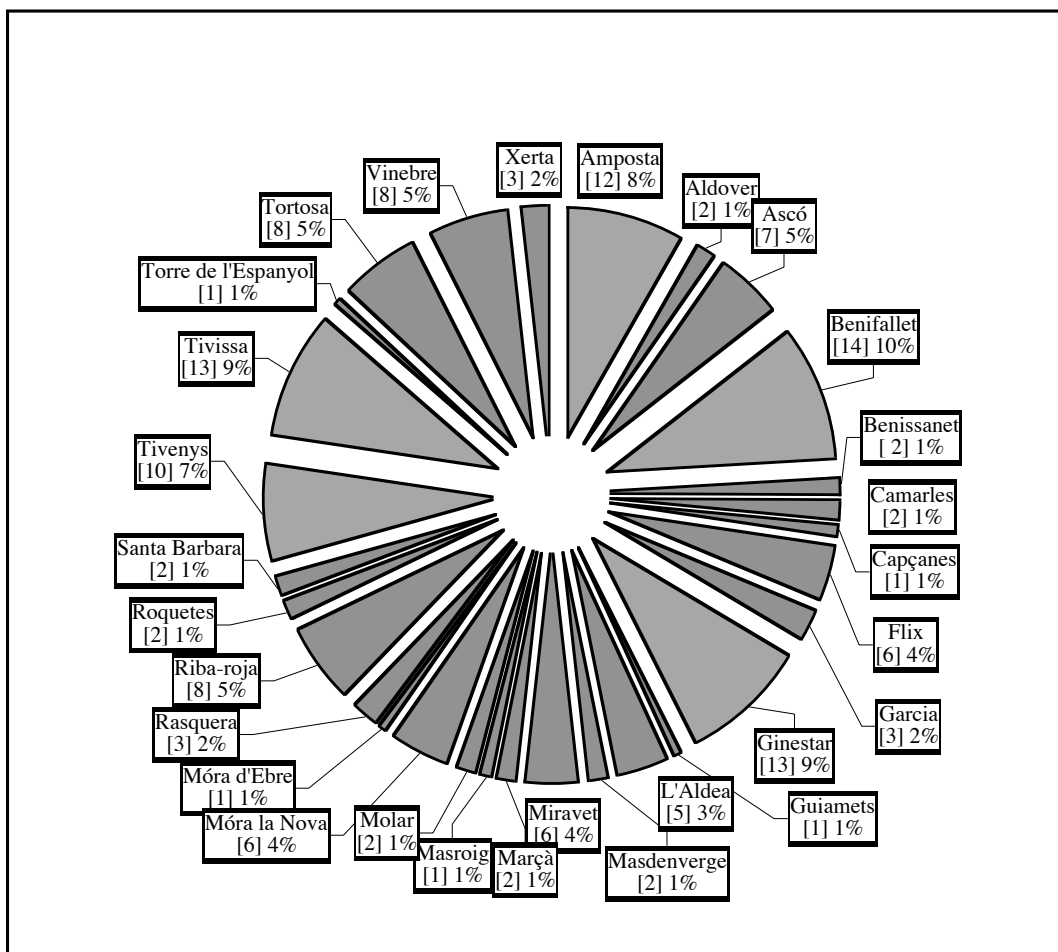 Xerta
[3] 2%
Amposta
[12] 8%
Aldover
[2] 1%
Ascó
[7] 5%
Benifallet
[14] 10%
Benissanet
[ 2] 1%
Camarles
[2] 1%
Capçanes
[1] 1%
Flix
[6] 4%
Garcia
[3] 2%
Ginestar
[13] 9%
Guiamets
[1] 1%
L'Aldea
[5] 3%
Masdenverge
[2] 1%
Miravet
[6] 4%
Marçà
[2] 1%
Masroig
[1] 1%
Molar
[2] 1%
Móra la Nova
[6] 4%
Móra d'Ebre
[1] 1%
Rasquera
[3] 2%
Riba-roja
[8] 5%
Roquetes
[2] 1%
Santa Barbara
[2] 1%
Tivenys
[10] 7%
Tivissa
[13] 9%
Torre de l'Espanyol
[1] 1%
Tortosa
[8] 5%
Vinebre
[8] 5%